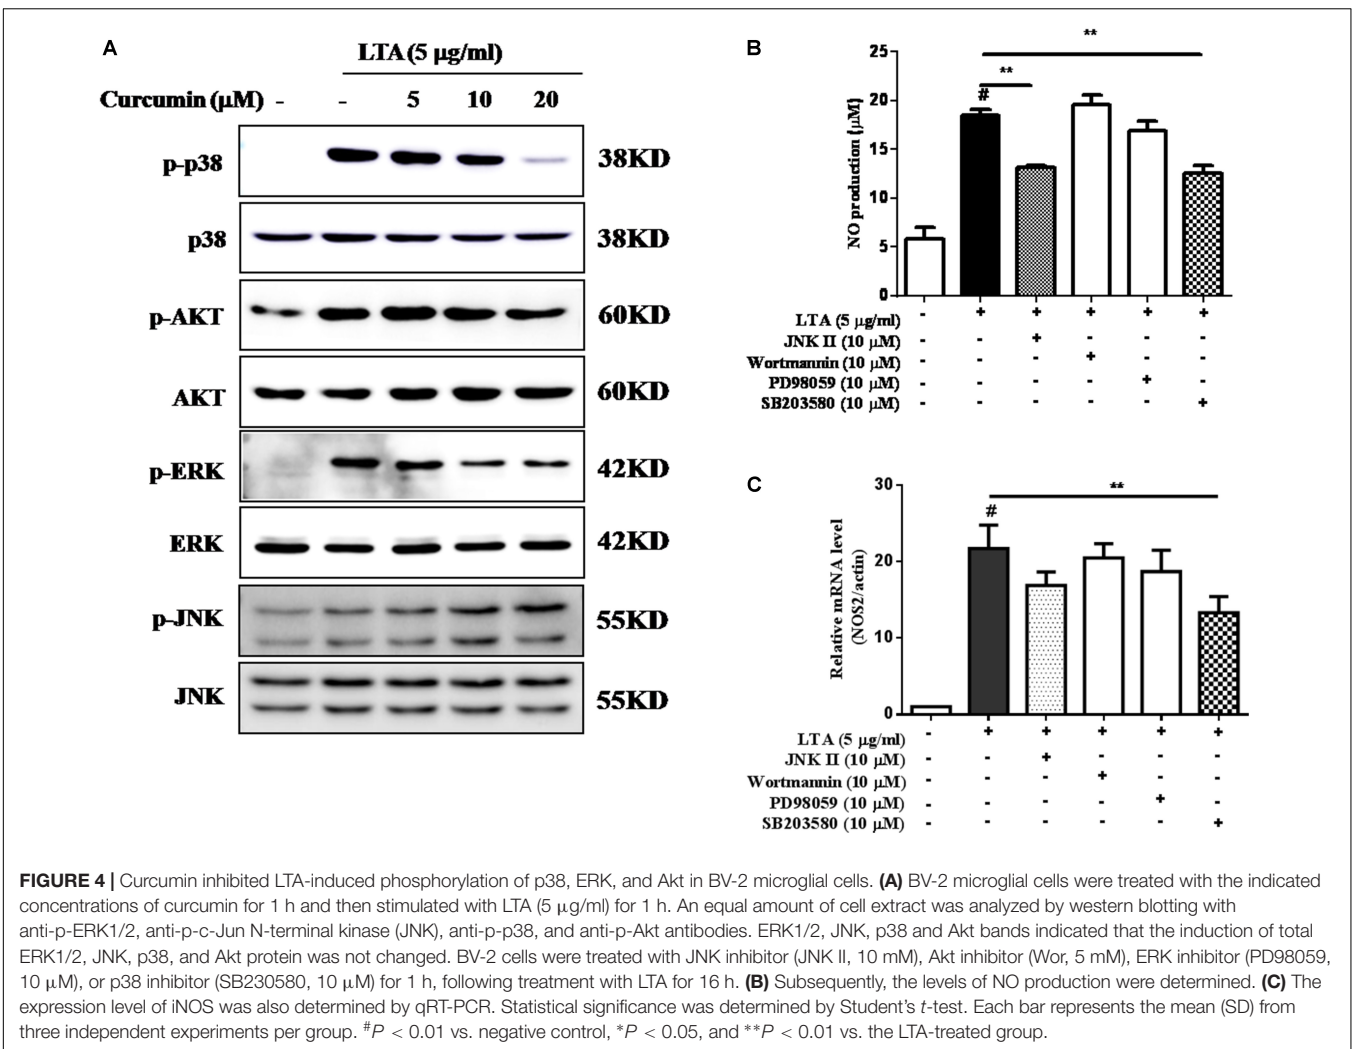 A
LTA (5 μg/ml)
Curcumin (μM) - - 5 10 20
p-p38 38KD
p38 38KD
p-AKT 60KD
AKT 60KD
p-ERK 42KD
ERK 42KD
p-JNK 55KD
JNK 55KD
B
**
**
#
25
20
15
10
5
0
NO production (μM)
LTA (5 μg/ml) - + + + + +
JNK II (10 μM) - - + - - -
Wortmannin (10 μM) - - - + - -
PD98059 (10 μM) - - - - + -
SB203580 (10 μM) - - - - - +
C
**
#
30
20
10
0
Relative mRNA level
(NOS2/actin)
LTA (5 μg/ml) - + + + + +
JNK II (10 μM) - - + - - -
Wortmannin (10 μM) - - - + - -
PD98059 (10 μM) - - - - + -
SB203580 (10 μM) - - - - - +
FIGURE 4 | Curcumin inhibited LTA-induced phosphorylation of p38, ERK, and Akt in BV-2 microglial cells. (A) BV-2 microglial cells were treated with the indicated
concentrations of curcumin for 1 h and then stimulated with LTA (5 μg/ml) for 1 h. An equal amount of cell extract was analyzed by western blotting with
anti-p-ERK1/2, anti-p-c-Jun N-terminal kinase (JNK), anti-p-p38, and anti-p-Akt antibodies. ERK1/2, JNK, p38 and Akt bands indicated that the induction of total
ERK1/2, JNK, p38, and Akt protein was not changed. BV-2 cells were treated with JNK inhibitor (JNK II, 10 mM), Akt inhibitor (Wor, 5 mM), ERK inhibitor (PD98059,
10 μM), or p38 inhibitor (SB230580, 10 μM) for 1 h, following treatment with LTA for 16 h. (B) Subsequently, the levels of NO production were determined. (C) The
expression level of iNOS was also determined by qRT-PCR. Statistical significance was determined by Student's t-test. Each bar represents the mean (SD) from
three independent experiments per group. #P < 0.01 vs. negative control, *P < 0.05, and **P < 0.01 vs. the LTA-treated group.